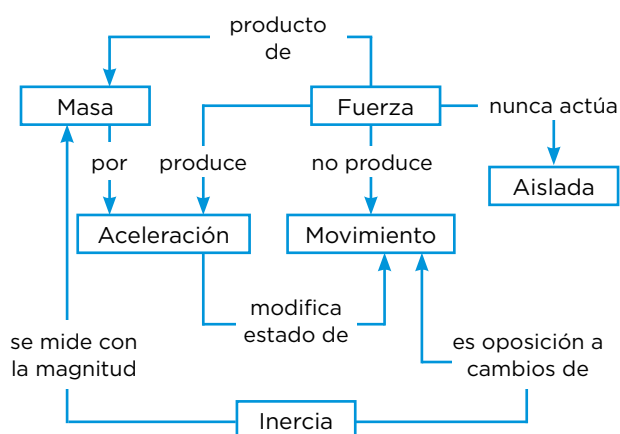 producto
de
Masa
Fuerza
nunca actúa
por
produce
no produce
Aislada
Aceleración
Movimiento
modifica
estado de
se mide con
la magnitud
es oposición a
cambios de
Inercia